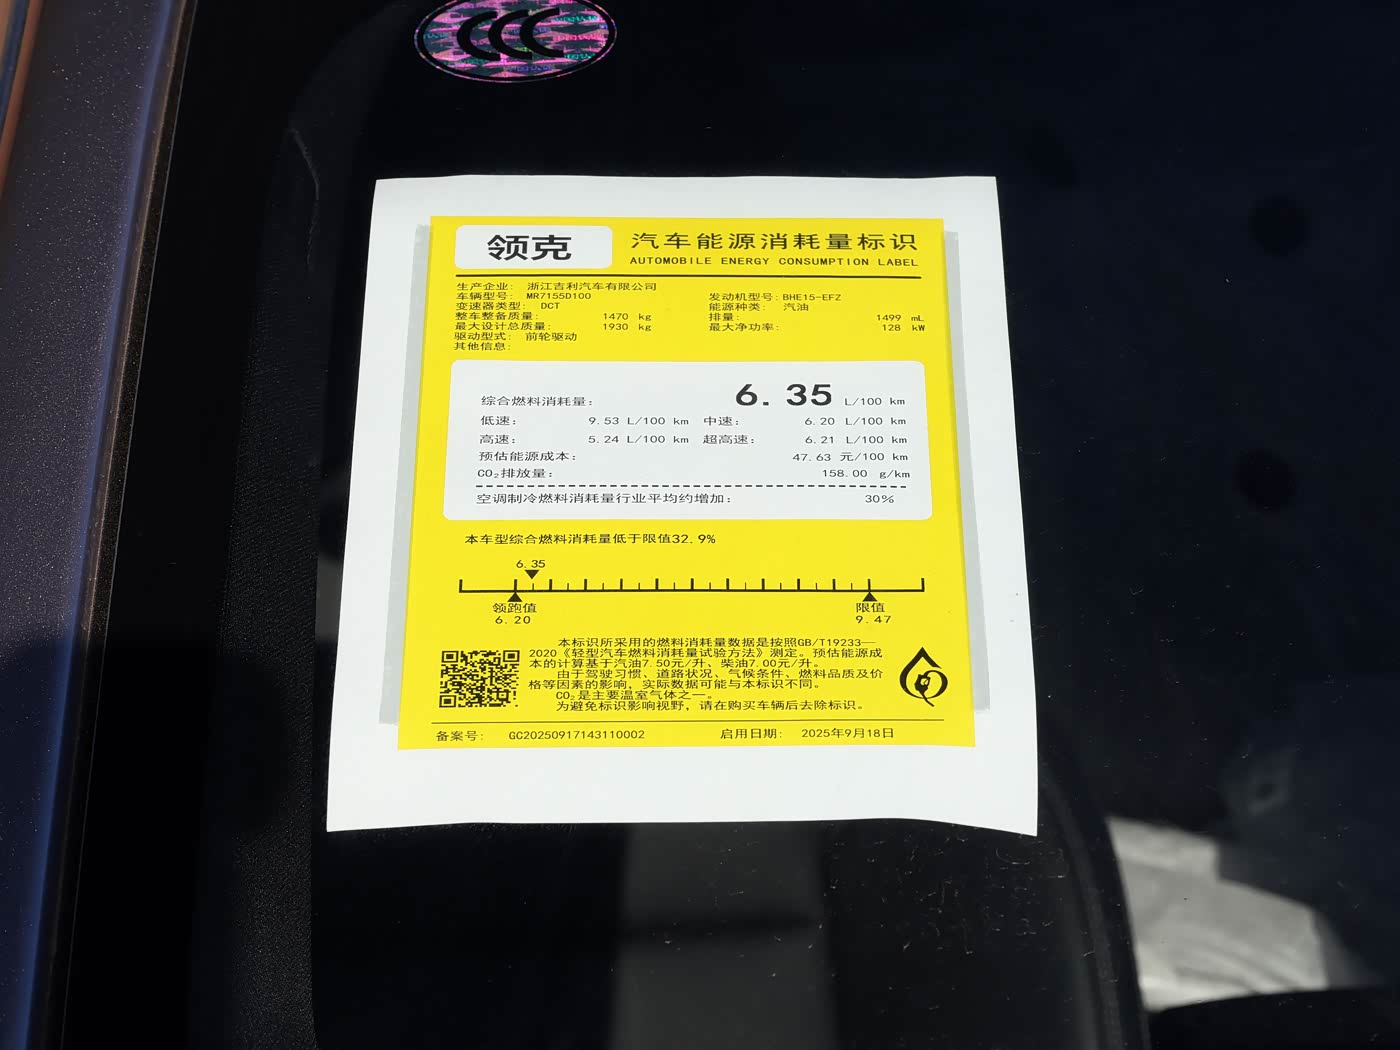 CCC
领克
汽车能源消耗量标识
AUTOMOBILE ENERGY CONSUMPTION LABEL
生产企业: 浙江吉利汽车有限公司
车辆型号: MR7155D100 发动机型号: BHE15-EFZ
变速器类型: DCT 能源种类: 汽油
整车整备质量: 1470 kg 排量: 1499 mL
最大设计总质量: 1930 kg 最大净功率: 128 kW
驱动型式: 前轮驱动
其他信息:
综合燃料消耗量: 6.35 L/100 km
低速: 9.53 L/100 km 中速: 6.20 L/100 km
高速: 5.24 L/100 km 超高速: 6.21 L/100 km
预估能源成本: 47.63 元/100 km
CO₂排放量: 158.00 g/km
空调制冷燃料消耗量行业平均约增加: 30%
本车型综合燃料消耗量低于限值32.9%
6.35
领跑值 限值
6.20 9.47
本标识所采用的燃料消耗量数据是按照GB/T19233—
2020《轻型汽车燃料消耗量试验方法》测定。预估能源成
本的计算基于汽油7.50元/升、柴油7.00元/升。
由于驾驶习惯、道路状况、气候条件、燃料品质及价
格等因素的影响，实际数据可能与本标识不同。
CO₂是主要温室气体之一。
为避免标识影响视野，请在购买车辆后去除标识。
备案号: GC20250917143110002 启用日期: 2025年9月18日